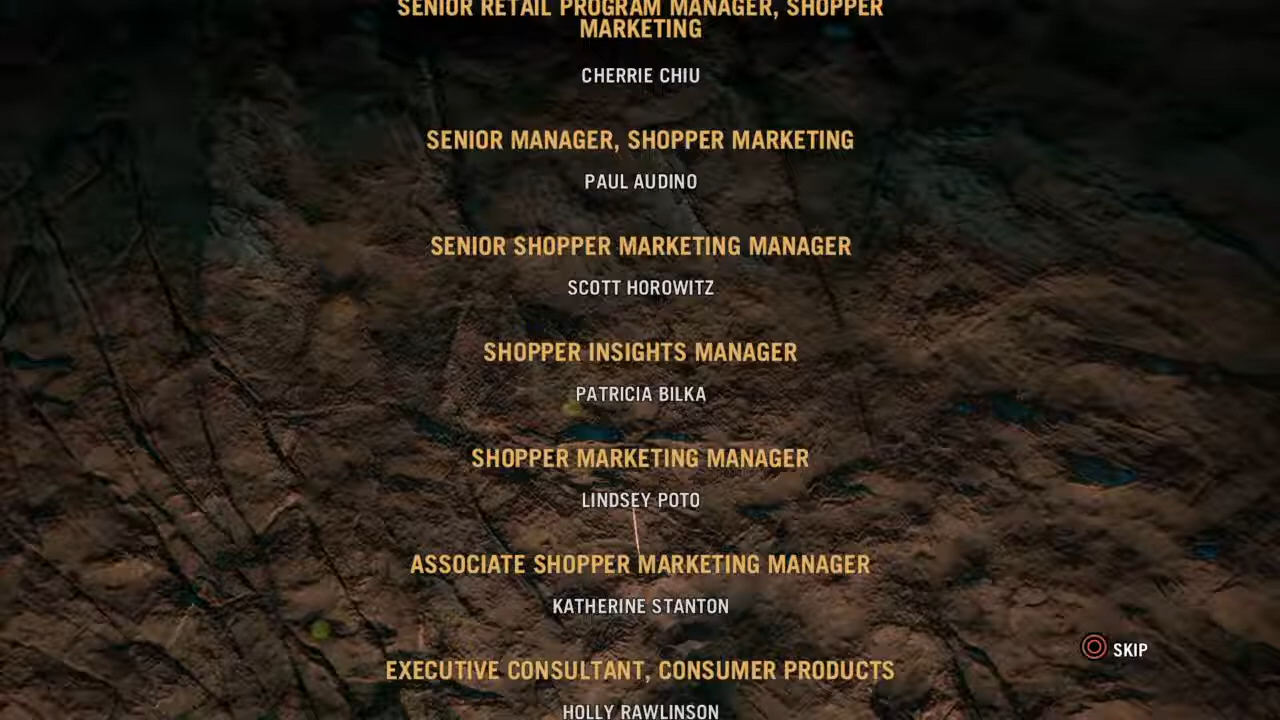 SENIOR RETAIL PROGRAM MANAGER, SHOPPER
MARKETING
CHERRIE CHIU
SENIOR MANAGER, SHOPPER MARKETING
PAUL AUDINO
SENIOR SHOPPER MARKETING MANAGER
SCOTT HOROWITZ
SHOPPER INSIGHTS MANAGER
PATRICIA BILKA
SHOPPER MARKETING MANAGER
LINDSEY POTO
ASSOCIATE SHOPPER MARKETING MANAGER
KATHERINE STANTON
SKIP
EXECUTIVE CONSULTANT, CONSUMER PRODUCTS
HOLLY RAWLINSON